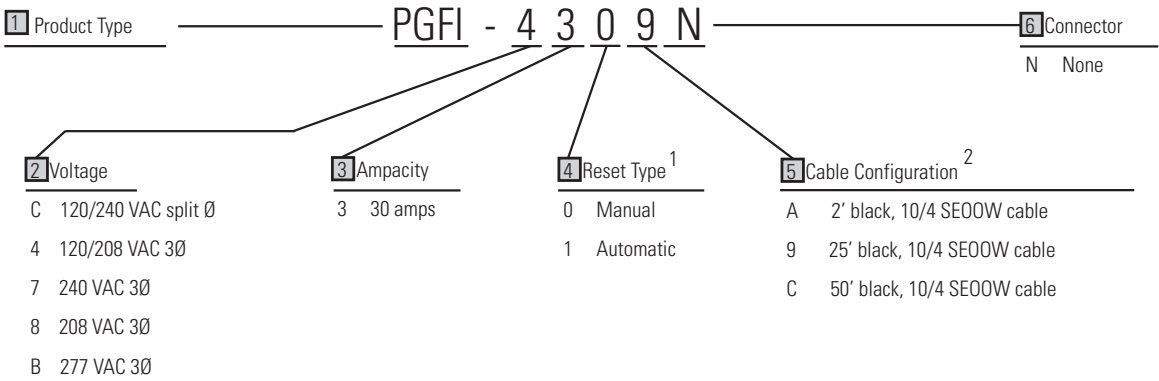 1 Product Type
PGFI - 4 3 0 9 N
6 Connector
N None
2 Voltage
C 120/240 VAC split Ø
4 120/208 VAC 3Ø
7 240 VAC 3Ø
8 208 VAC 3Ø
B 277 VAC 3Ø
3 Ampacity
3 30 amps
4 Reset Type 1
0 Manual
1 Automatic
5 Cable Configuration 2
A 2' black, 10/4 SEOOW cable
9 25' black, 10/4 SEOOW cable
C 50' black, 10/4 SEOOW cable